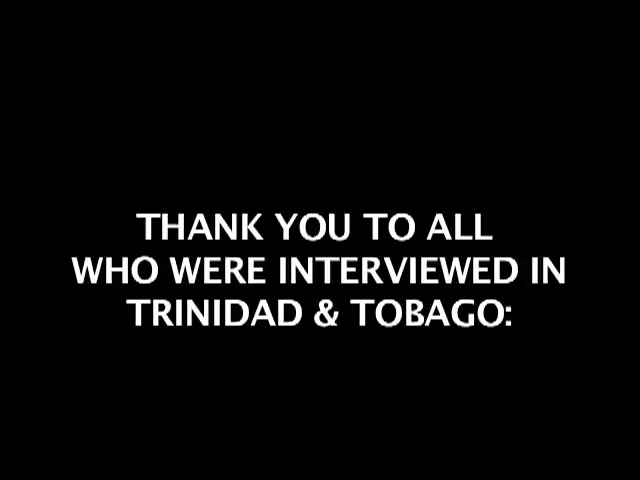 THANK YOU TO ALL
WHO WERE INTERVIEWED IN
TRINIDAD & TOBAGO: